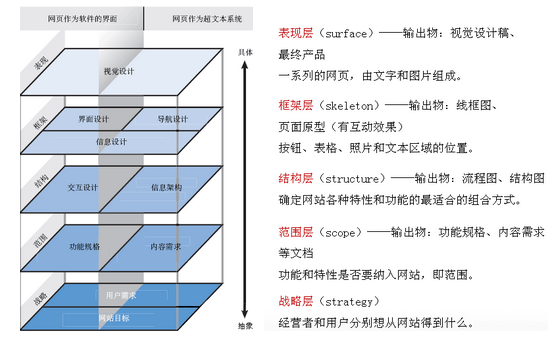 网页作为软件的界面
网页作为超文本系统
表现
视觉设计
具体
框架
界面设计
导航设计
信息设计
结构
交互设计
信息架构
范围
功能规格
内容需求
战略
用户需求
网站目标
抽象
表现层（surface）——输出物：视觉设计稿、
最终产品
一系列的网页，由文字和图片组成。
框架层（skeleton）——输出物：线框图、
页面原型（有互动效果）
按钮、表格、照片和文本区域的位置。
结构层（structure）——输出物：流程图、结构图
确定网站各种特性和功能的最适合的组合方式。
范围层（scope）——输出物：功能规格、内容需求
等文档
功能和特性是否要纳入网站，即范围。
战略层（strategy）
经营者和用户分别想从网站得到什么。